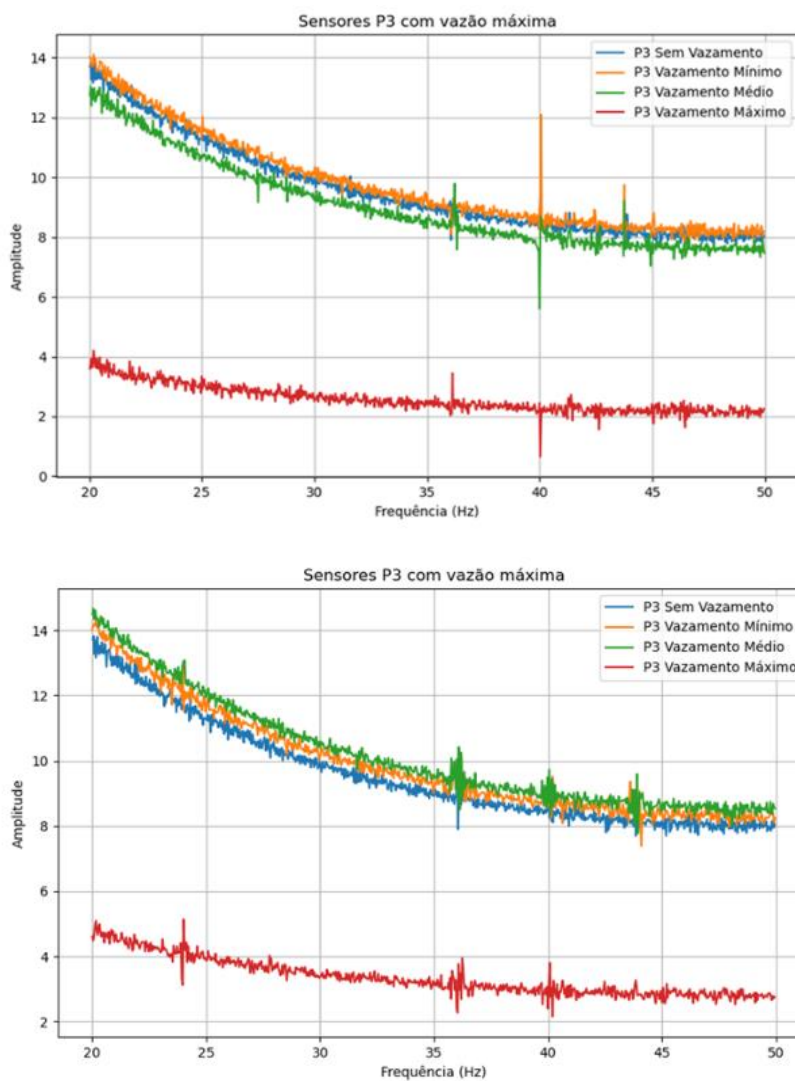 Sensores P3 com vazão máxima
P3 Sem Vazamento
P3 Vazamento Mínimo
P3 Vazamento Médio
P3 Vazamento Máximo
14
12
10
8
6
4
2
0
Amplitude
20 25 30 35 40 45 50
Frequência (Hz)
Sensores P3 com vazão máxima
P3 Sem Vazamento
P3 Vazamento Mínimo
P3 Vazamento Médio
P3 Vazamento Máximo
14
12
10
8
6
4
2
Amplitude
20 25 30 35 40 45 50
Frequência (Hz)